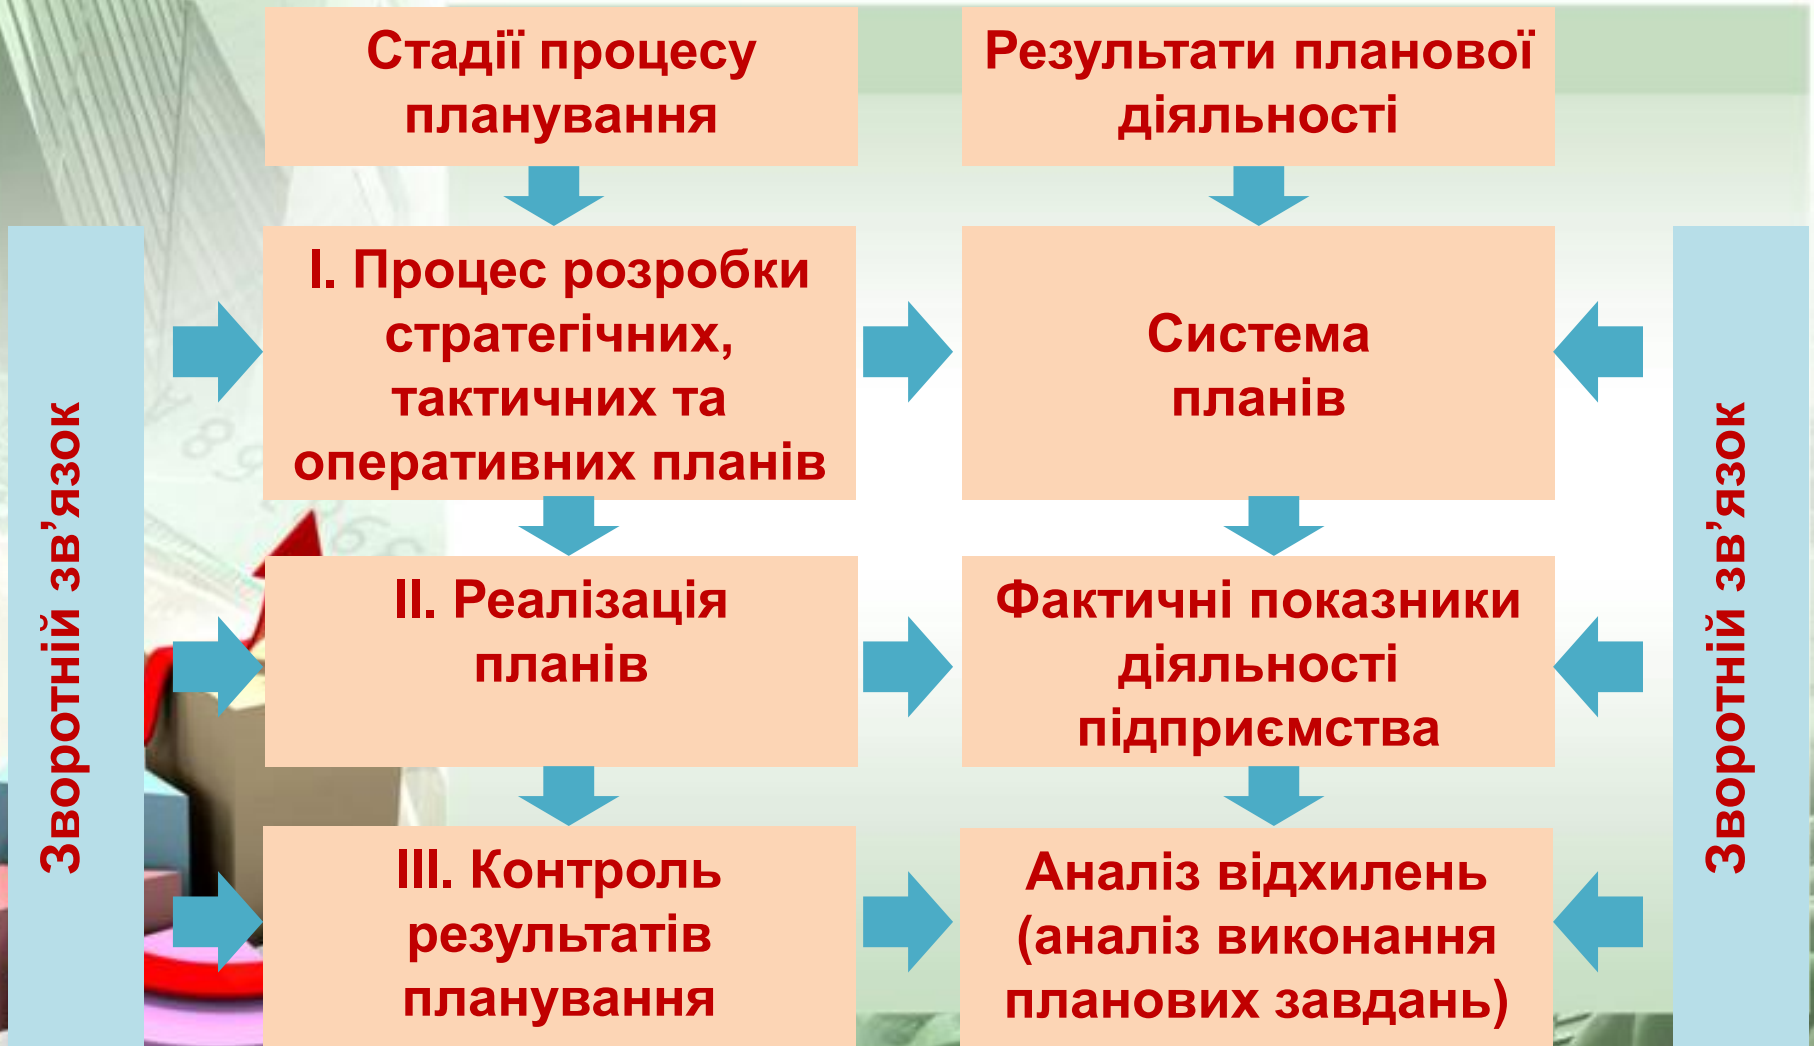 Стадії процесу
планування
Результати планової
діяльності
Зворотній зв’язок
І. Процес розробки
стратегічних,
тактичних та
оперативних планів
Система
планів
Зворотній зв’язок
ІІ. Реалізація
планів
Фактичні показники
діяльності
підприємства
ІІІ. Контроль
результатів
планування
Аналіз відхилень
(аналіз виконання
планових завдань)